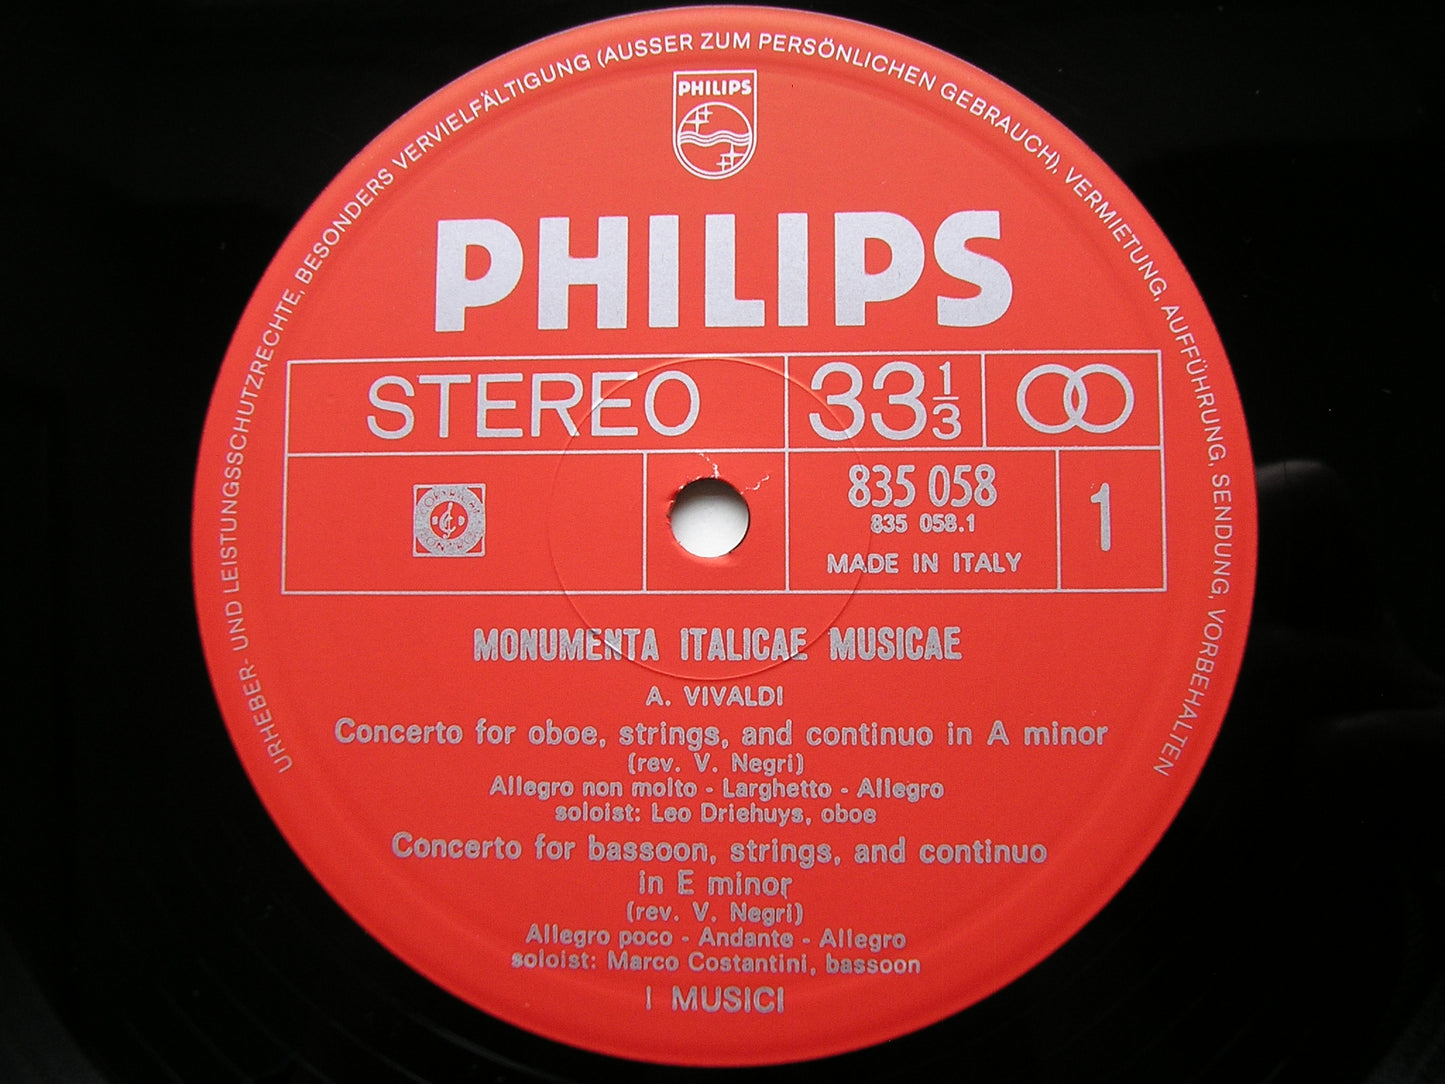 URHEBER- UND LEISTUNGSSCHUTZRECHTE, BESONDERS VERVIELFÄLTIGUNG (AUSSER ZUM PERSÖNLICHEN GEBRAUCH), VERMIETUNG, AUFFÜHRUNG, SENDUNG, VORBEHALTEN
PHILIPS
PHILIPS
STEREO
33 1/3
835 058
835 058.1
MADE IN ITALY
1
MONUMENTA ITALICAE MUSICAE
A. VIVALDI
Concerto for oboe, strings, and continuo in A minor
(rev. V. Negri)
Allegro non molto - Larghetto - Allegro
soloist: Leo Driehuys, oboe
Concerto for bassoon, strings, and continuo
in E minor
(rev. V. Negri)
Allegro poco - Andante - Allegro
soloist: Marco Costantini, bassoon
I MUSICI